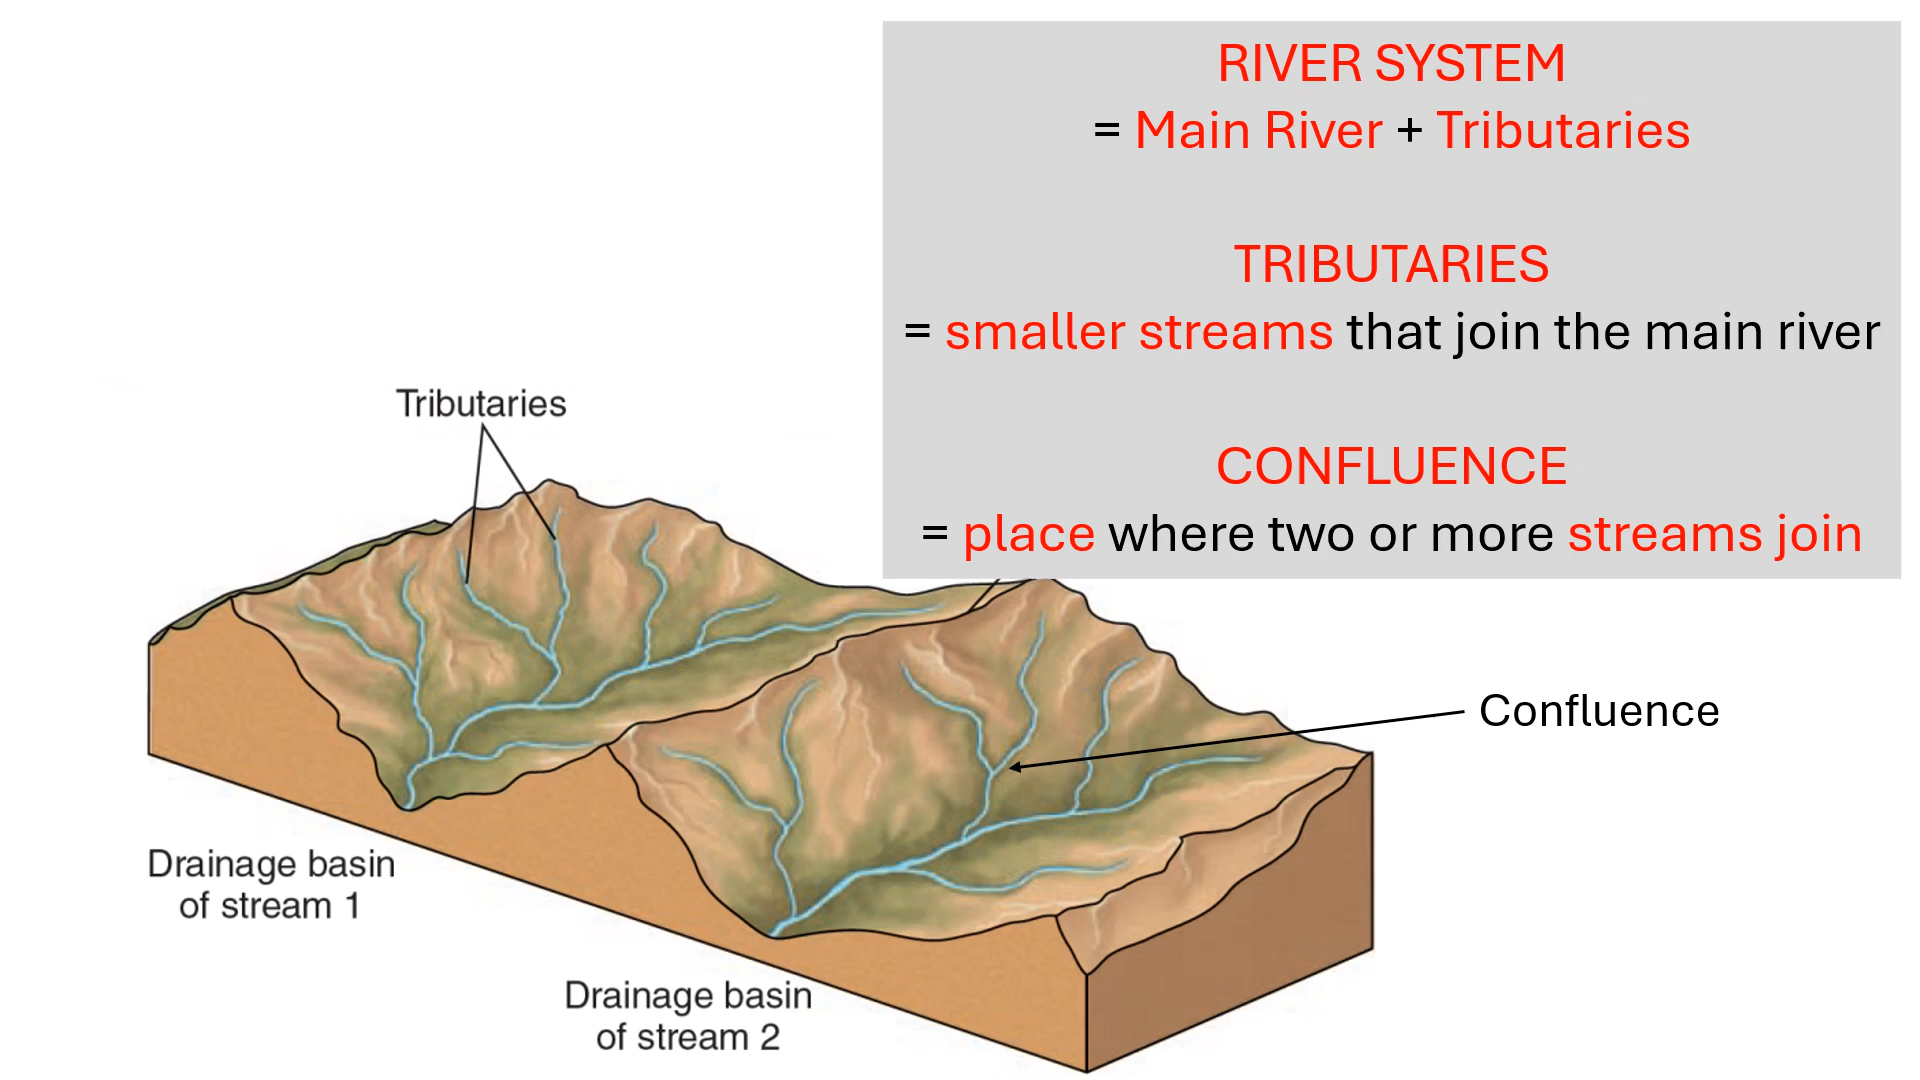 RIVER SYSTEM
= Main River + Tributaries
TRIBUTARIES
= smaller streams that join the main river
CONFLUENCE
= place where two or more streams join
Tributaries
Confluence
Drainage basin
of stream 1
Drainage basin
of stream 2